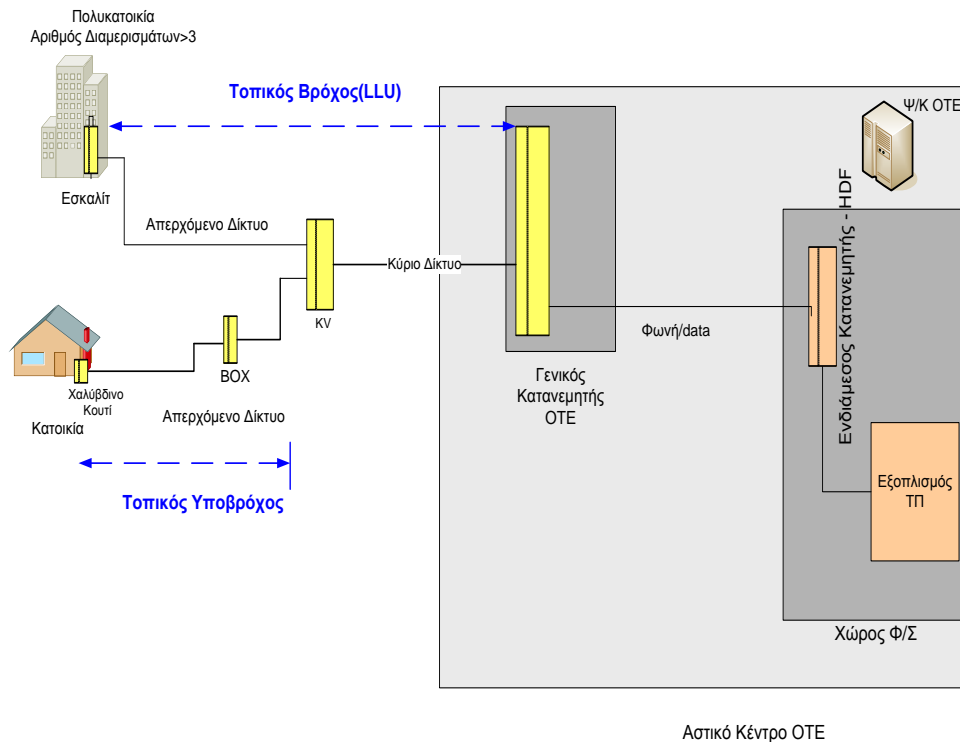 Πολυκατοικία
Αριθμός Διαμερισμάτων>3
Τοπικός Βρόχος(LLU)
Ψ/Κ ΟΤΕ
Εσκαλίτ
Απερχόμενο Δίκτυο
Κύριο Δίκτυο
KV
Φωνή/data
Ενδιάμεσος Κατανεμητής - HDF
Γενικός
Κατανεμητής
ΟΤΕ
BOX
Χαλύβδινο
Κουτί
Κατοικία
Απερχόμενο Δίκτυο
Τοπικός Υποβρόχος
Εξοπλισμός
ΤΠ
Χώρος Φ/Σ
Αστικό Κέντρο ΟΤΕ